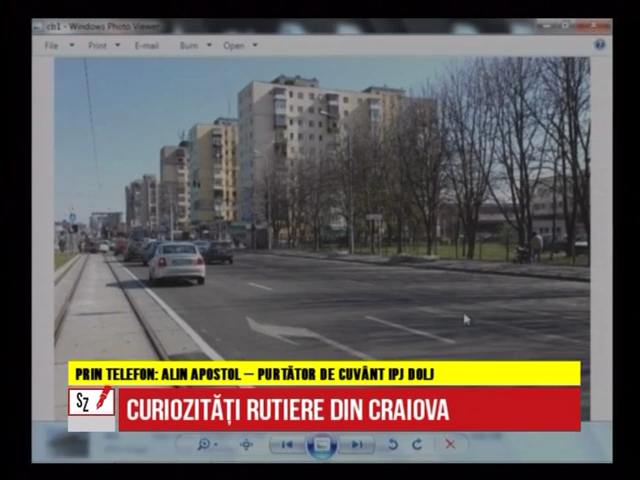 ch1 - Windows Photo Viewer
File Print E-mail Burn Open
PRIN TELEFON: ALIN APOSTOL – PURTĂTOR DE CUVÂNT IPJ DOLJ
SZ
CURIOZITĂȚI RUTIERE DIN CRAIOVA